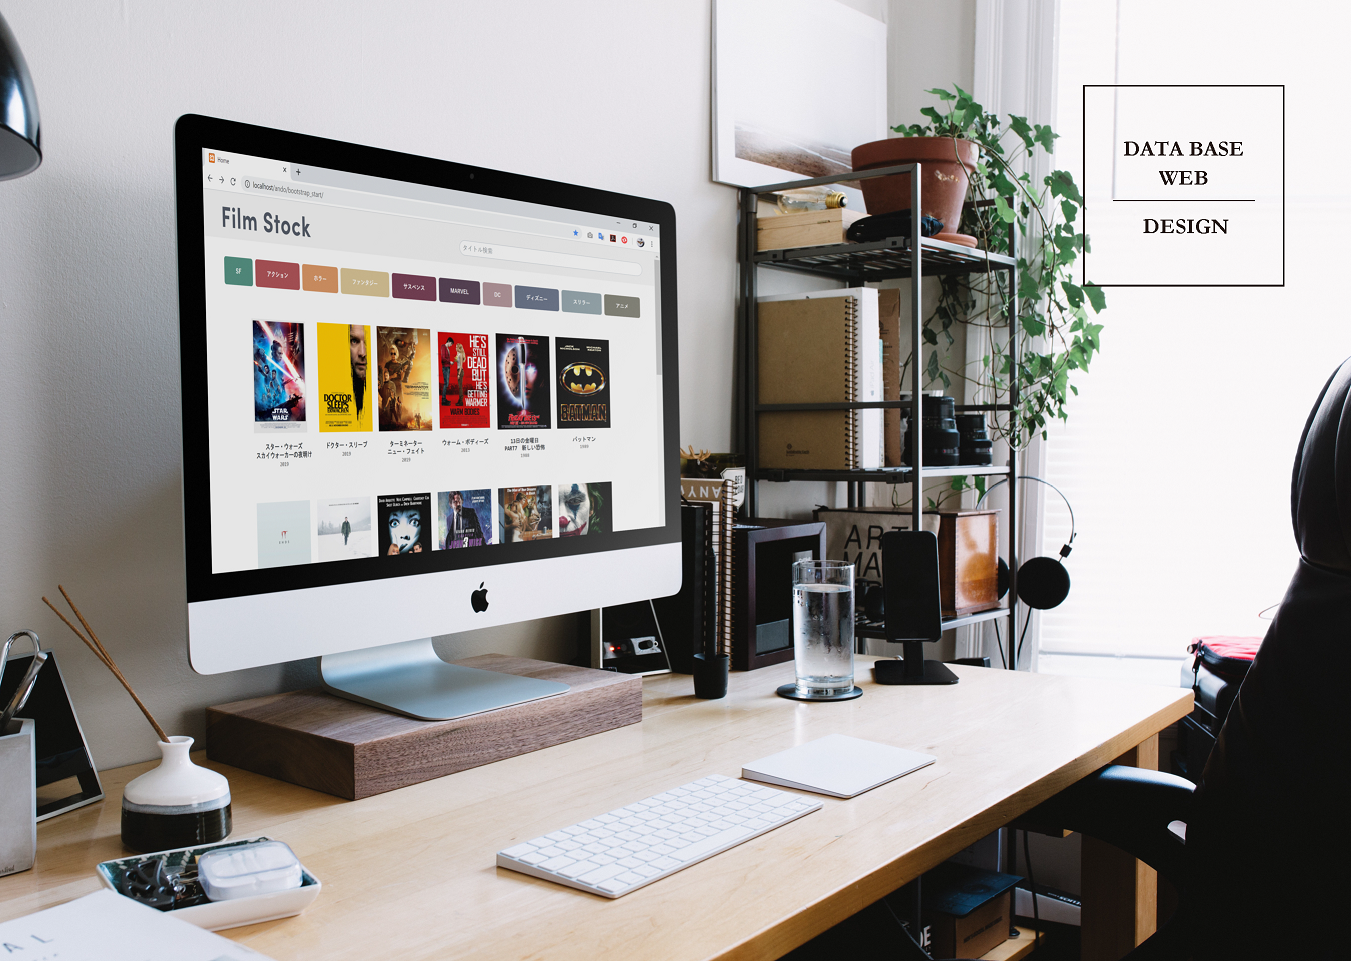 DATA BASE
WEB
DESIGN
Home
localhost/ando/bootstrap_start/
Film Stock
タイトル検索
SF
アクション
ホラー
ファンタジー
サスペンス
MARVEL
DC
ディズニー
スリラー
アニメ
STAR
WARS
DOCTOR
SLEEP
HE'S
STILL
DEAD
BUT
HE'S
GETTING
WARMER
WARM BODIES
BATMAN
スター・ウォーズ
スカイウォーカーの夜明け
2019
ドクター・スリープ
2019
ターミネーター
ニュー・フェイト
2019
ウォーム・ボディーズ
2013
13日の金曜日
PART7 新しい恐怖
1988
バットマン
1989
IT
ANY
ART
MA
AL